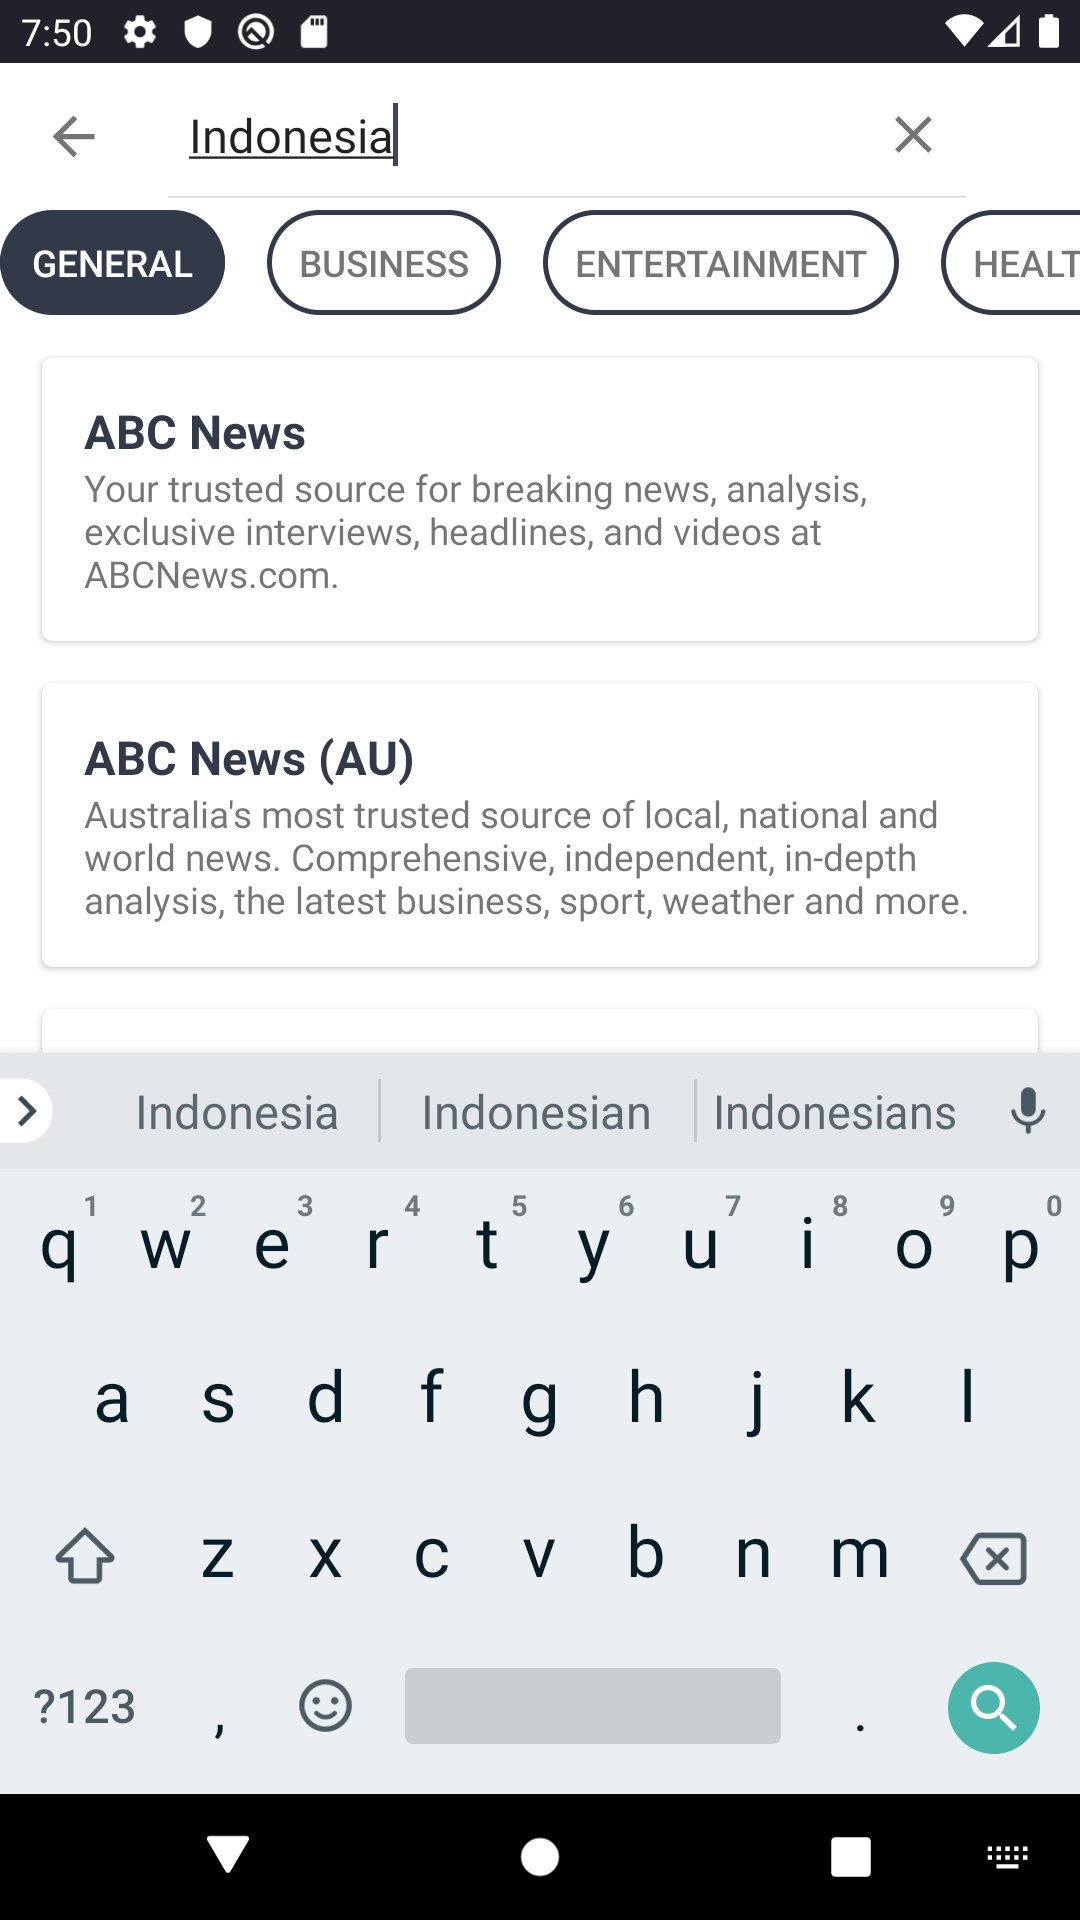 7:50
Indonesia
GENERAL
BUSINESS
ENTERTAINMENT
HEALT
ABC News
Your trusted source for breaking news, analysis,
exclusive interviews, headlines, and videos at
ABCNews.com.
ABC News (AU)
Australia's most trusted source of local, national and
world news. Comprehensive, independent, in-depth
analysis, the latest business, sport, weather and more.
Indonesia
Indonesian
Indonesians
1 2 3 4 5 6 7 8 9 0
q w e r t y u i o p
a s d f g h j k l
z x c v b n m
?123 , .